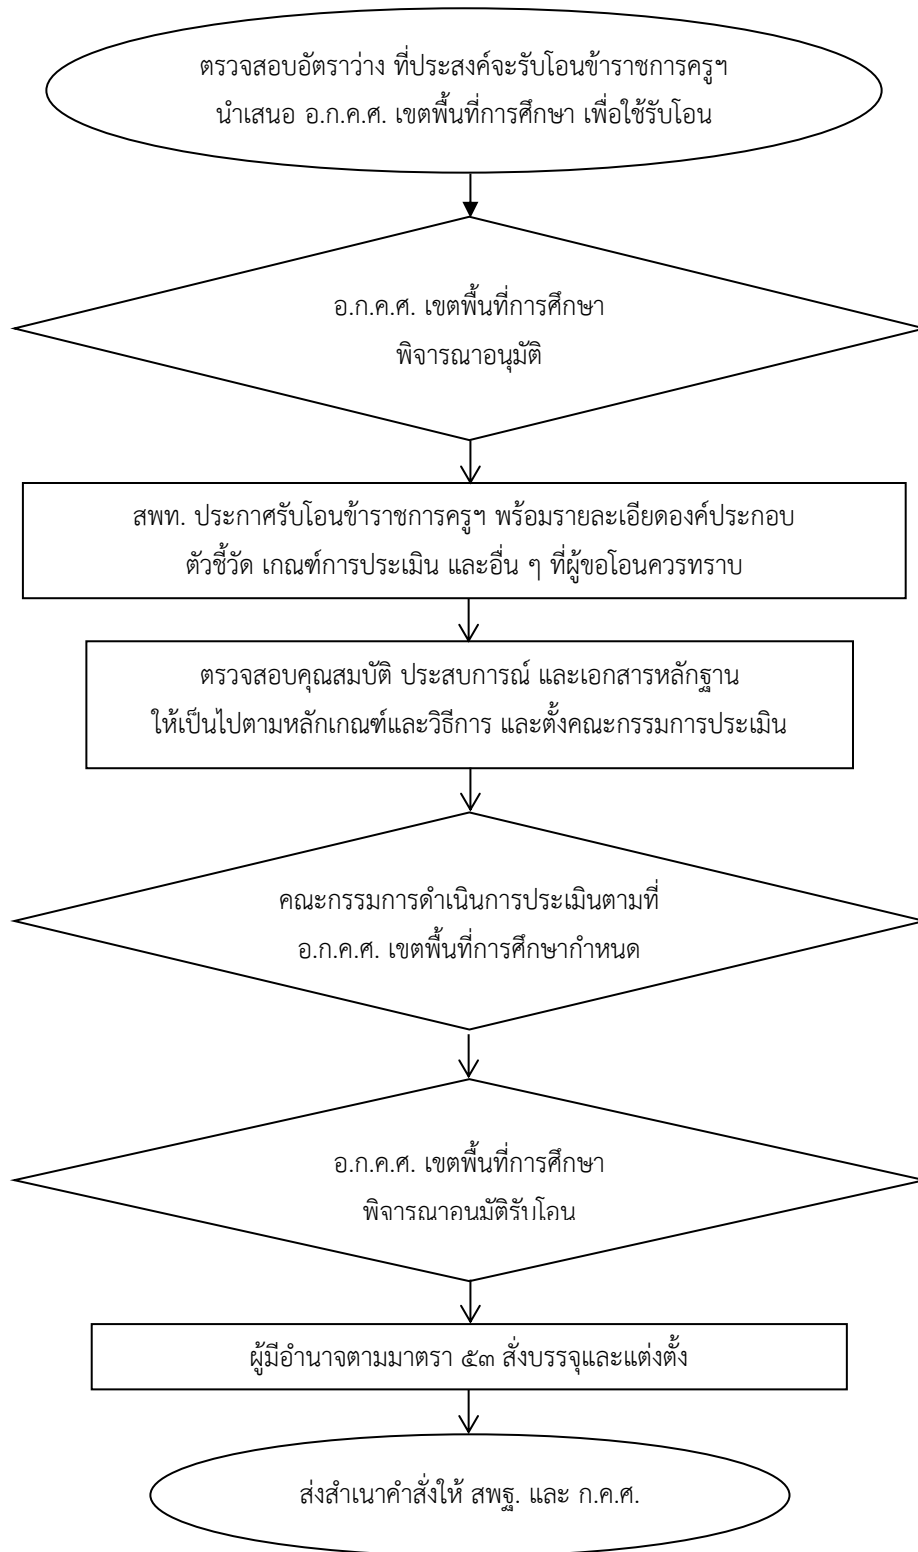 ตรวจสอบอัตราว่าง ที่ประสงค์จะรับโอนข้าราชการครูฯ
นำเสนอ อ.ก.ค.ศ. เขตพื้นที่การศึกษา เพื่อใช้รับโอน
อ.ก.ค.ศ. เขตพื้นที่การศึกษา
พิจารณาอนุมัติ
สพท. ประกาศรับโอนข้าราชการครูฯ พร้อมรายละเอียดองค์ประกอบ
ตัวชี้วัด เกณฑ์การประเมิน และอื่น ๆ ที่ผู้ขอโอนควรทราบ
ตรวจสอบคุณสมบัติ ประสบการณ์ และเอกสารหลักฐาน
ให้เป็นไปตามหลักเกณฑ์และวิธีการ และตั้งคณะกรรมการประเมิน
คณะกรรมการดำเนินการประเมินตามที่
อ.ก.ค.ศ. เขตพื้นที่การศึกษากำหนด
อ.ก.ค.ศ. เขตพื้นที่การศึกษา
พิจารณาอนุมัติรับโอน
ผู้มีอำนาจตามมาตรา ๕๓ สั่งบรรจุและแต่งตั้ง
ส่งสำเนาคำสั่งให้ สพฐ. และ ก.ค.ศ.